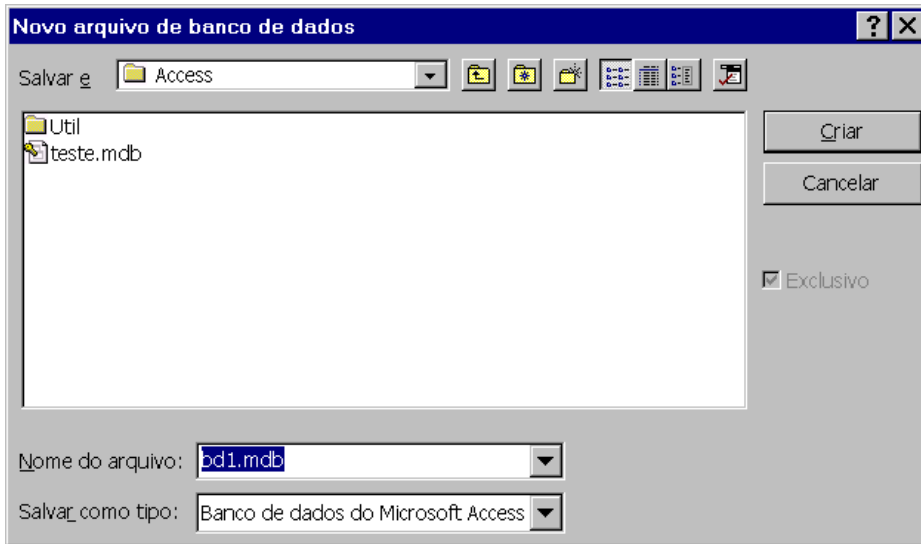 Novo arquivo de banco de dados
Salvar e Access
Util
teste.mdb
Criar
Cancelar
Exclusivo
Nome do arquivo: bd1.mdb
Salvar como tipo: Banco de dados do Microsoft Access